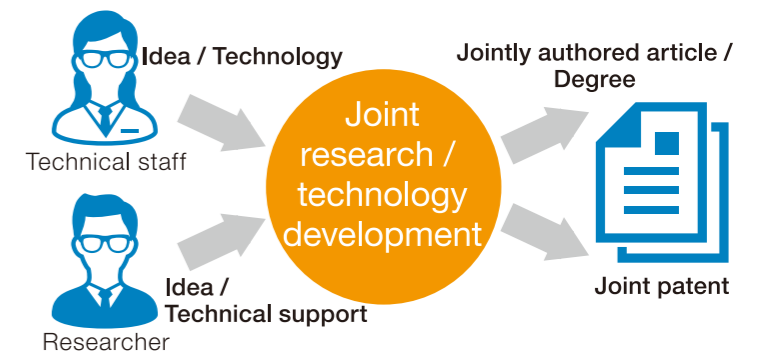 Idea / Technology
Technical staff
Idea /
Technical support
Researcher
Joint
research /
technology
development
Jointly authored article /
Degree
Joint patent